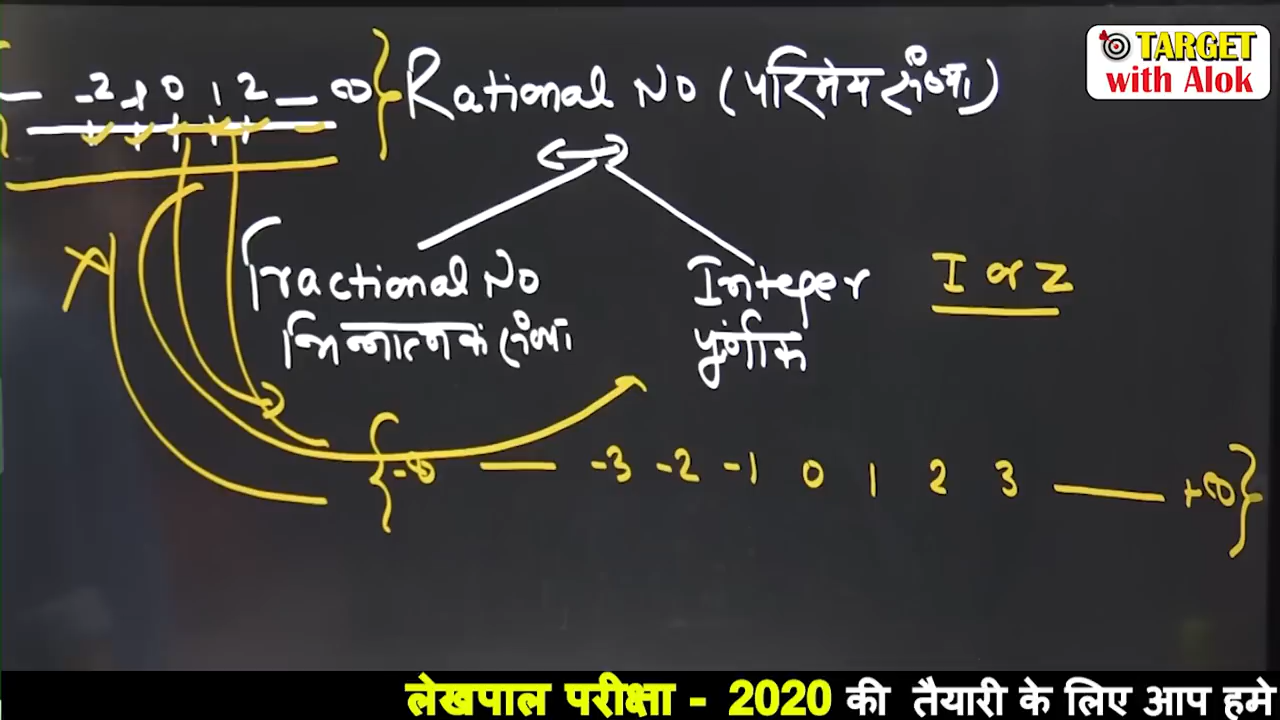 TARGET
with Alok
-2 -1 0 1 2 — ∞ }
Rational No (परिमेय संख्या)
Fractional No
भिन्नात्मक संख्या
Integer
पूर्णांक
I or Z
{ -∞ — -3 -2 -1 0 1 2 3 — +∞ }
लेखपाल परीक्षा - 2020 की तैयारी के लिए आप हमे